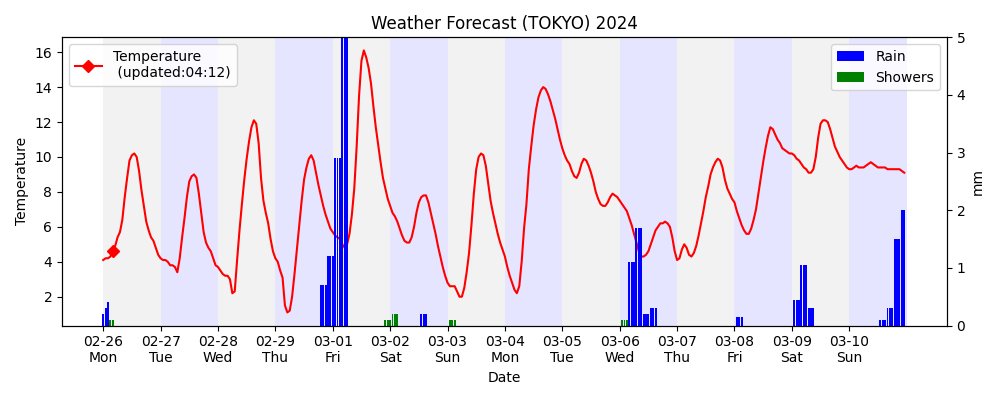 Weather Forecast (TOKYO) 2024
Temperature
(updated:04:12)
Rain
Showers
Temperature
16
14
12
10
8
6
4
2
5
4
3
2
1
0
mm
02-26 02-27 02-28 02-29 03-01 03-02 03-03 03-04 03-05 03-06 03-07 03-08 03-09 03-10
Mon Tue Wed Thu Fri Sat Sun Mon Tue Wed Thu Fri Sat Sun
Date